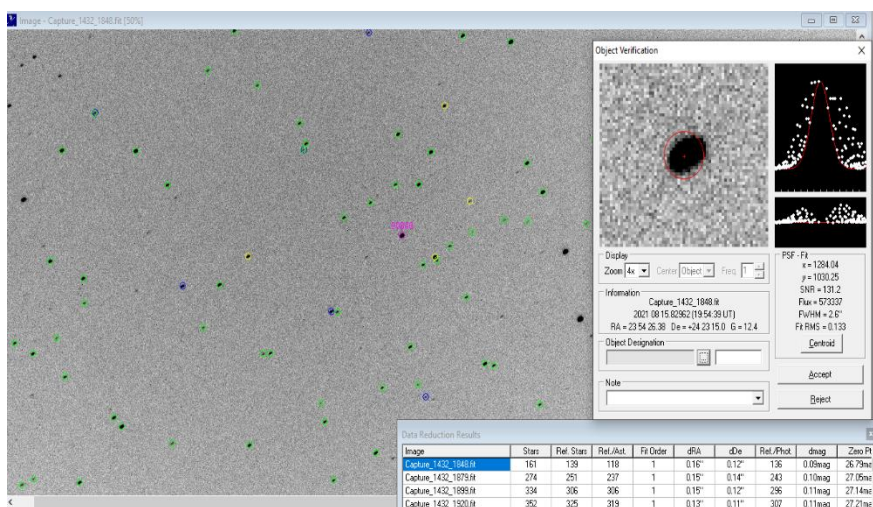 Image - Capture_1432_1848.fit [50%]
Object Verification
Display
Zoom 4x Center Object Freq. 1
Information
Capture_1432_1848.fit
2021 08 15.82962 (19:54:39 UT)
RA = 23 54 26.38 De = +24 23 15.0 G = 12.4
Object Designation
...
Note
PSF - Fit
x = 1284.04
y = 1030.25
SNR = 131.2
Flux = 573337
FWHM = 2.6"
Fit RMS = 0.133
Centroid
Accept
Reject
Data Reduction Results
Image Stars Ref. Stars Ref./Ast. Fit Order dRA dDe Ref./Phot. dmag Zero Pt
Capture_1432_1848.fit 161 139 118 1 0.16" 0.12" 136 0.09mag 26.79ma
Capture_1432_1879.fit 274 251 237 1 0.15" 0.14" 243 0.10mag 27.05ma
Capture_1432_1899.fit 334 306 306 1 0.15" 0.12" 296 0.11mag 27.14ma
Capture_1432_1920.fit 352 325 319 1 0.13" 0.11" 307 0.11mag 27.21ma